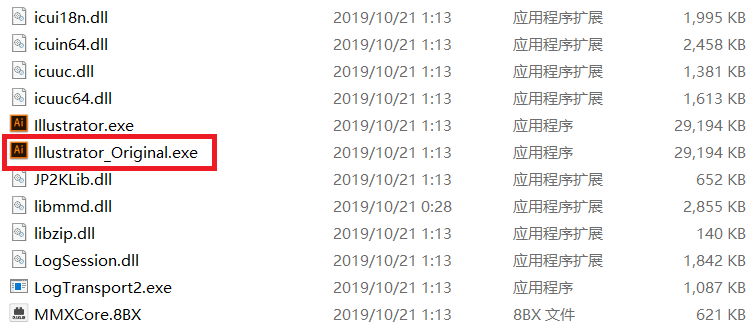 icui18n.dll 2019/10/21 1:13 应用程序扩展 1,995 KB
icuin64.dll 2019/10/21 1:13 应用程序扩展 2,458 KB
icuuc.dll 2019/10/21 1:13 应用程序扩展 1,381 KB
icuuc64.dll 2019/10/21 1:13 应用程序扩展 1,613 KB
Illustrator.exe 2019/10/21 1:13 应用程序 29,194 KB
Illustrator_Original.exe 2019/10/21 1:13 应用程序 29,194 KB
JP2KLib.dll 2019/10/21 1:13 应用程序扩展 652 KB
libmmd.dll 2019/10/21 0:28 应用程序扩展 2,855 KB
libzip.dll 2019/10/21 1:13 应用程序扩展 140 KB
LogSession.dll 2019/10/21 1:13 应用程序扩展 1,842 KB
LogTransport2.exe 2019/10/21 1:13 应用程序 1,087 KB
MMXCore.8BX 2019/10/21 1:13 8BX 文件 621 KB